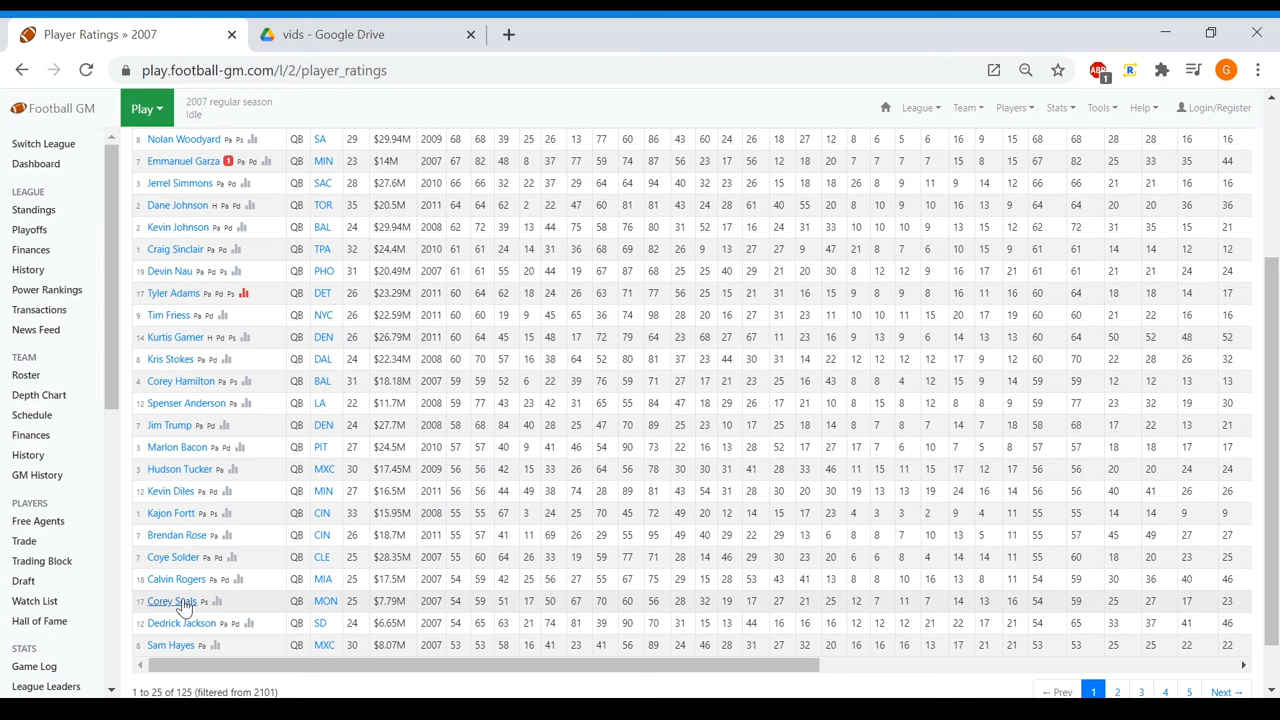 Player Ratings » 2007
vids - Google Drive
play.football-gm.com/l/2/player_ratings
ABP
1
R
G
Football GM
Play
2007 regular season
Idle
League
Team
Players
Stats
Tools
Help
Login/Register
Switch League
Dashboard
LEAGUE
Standings
Playoffs
Finances
History
Power Rankings
Transactions
News Feed
TEAM
Roster
Depth Chart
Schedule
Finances
History
GM History
PLAYERS
Free Agents
Trade
Trading Block
Draft
Watch List
Hall of Fame
STATS
Game Log
League Leaders
8 Nolan Woodyard Pa Ps QB SA 29 $29.94M 2009 68 68 39 25 26 13 77 60 86 43 60 24 26 18 27 12 8 6 5 6 16 9 15 68 68 28 28 16 16
7 Emmanuel Garza 1 Pa Pd QB MIN 23 $14M 2007 67 82 48 8 37 77 59 74 87 56 23 17 56 12 18 20 7 7 7 7 15 8 15 67 82 25 33 35 44
3 Jerrel Simmons Pa Pd QB SAC 28 $27.6M 2010 66 66 32 22 37 29 64 64 94 40 32 23 26 15 18 18 26 8 9 11 9 14 12 66 66 21 21 16 16
2 Dane Johnson H Pa Pd QB TOR 35 $20.5M 2011 64 64 62 2 22 47 60 81 81 43 24 28 61 40 55 20 8 10 9 10 16 13 9 64 64 20 20 36 36
2 Kevin Johnson Pa Pd QB BAL 24 $29.94M 2008 62 72 39 13 44 75 58 76 80 31 52 17 16 24 31 33 10 10 10 9 13 15 12 62 72 31 35 15 21
1 Craig Sinclair Pa Pd QB TPA 32 $24.4M 2010 61 61 24 14 31 36 68 69 82 26 9 13 27 27 9 47 21 8 7 6 10 15 9 61 61 14 14 12 12
19 Devin Nau Pa Pd Ps QB PHO 31 $20.49M 2007 61 61 55 20 44 19 67 87 68 25 25 40 29 21 20 30 9 12 12 11 16 17 21 61 61 21 21 24 24
17 Tyler Adams Pa Pd Ps QB DET 26 $23.29M 2011 60 64 62 18 24 26 63 71 77 56 25 15 21 31 16 15 9 8 9 8 16 11 16 60 64 18 18 14 17
9 Tim Friess Pa Pd QB NYC 26 $22.59M 2011 60 60 19 9 45 65 36 74 98 28 20 16 27 31 23 11 10 10 11 15 20 17 19 60 60 21 22 16 16
14 Kurtis Garner H Pd Ps QB DEN 26 $26.79M 2011 60 64 45 15 48 17 72 79 64 23 68 27 67 11 23 16 9 13 9 6 14 13 13 60 64 50 52 48 52
8 Kris Stokes Pa Pd QB DAL 24 $22.34M 2008 60 70 57 16 38 64 52 80 81 37 23 44 30 31 14 22 11 12 12 12 17 9 12 60 70 22 28 26 32
4 Corey Hamilton Pa Ps QB BAL 31 $18.18M 2007 59 59 52 6 22 39 76 59 71 27 17 21 23 25 16 43 8 8 4 12 15 9 14 59 59 12 12 13 13
12 Spenser Anderson Pa QB LA 22 $11.7M 2008 59 77 43 23 42 31 65 55 84 47 18 29 26 17 21 10 8 15 8 12 8 8 9 59 77 23 32 19 30
7 Jim Trump Pa Pd QB DEN 24 $27.7M 2008 58 68 84 40 28 25 47 70 89 25 23 10 17 25 18 14 8 7 8 7 14 7 18 58 68 17 22 13 21
3 Marlon Bacon Pa Pd QB PIT 27 $24.5M 2010 57 57 40 9 41 46 54 90 73 22 16 13 28 52 17 27 17 7 6 10 7 5 8 57 57 18 18 17 17
3 Hudson Tucker Pa QB MXC 30 $17.45M 2009 56 56 42 15 33 26 64 56 78 30 30 31 41 28 33 46 11 15 11 15 17 12 17 56 56 20 20 24 24
12 Kevin Diles Pa QB MIN 27 $16.5M 2011 56 56 44 49 38 74 28 89 81 43 54 31 28 30 20 30 19 13 13 19 24 16 14 56 56 40 41 26 26
1 Kajon Fortt Pa Ps QB CIN 33 $15.95M 2008 55 55 67 3 24 25 70 45 72 49 20 12 14 15 17 23 4 3 3 2 9 4 11 55 55 14 14 9 9
7 Brendan Rose Pa QB CIN 26 $18.7M 2011 55 57 41 11 69 26 29 55 95 49 40 29 22 29 13 6 8 8 7 10 13 5 11 55 57 45 49 27 27
7 Coye Solder Pa Pd QB CLE 25 $28.35M 2007 55 60 64 26 33 19 59 77 71 28 14 46 29 30 23 20 6 6 8 4 14 14 11 55 60 18 20 23 25
18 Calvin Rogers Pa Pd QB MIA 25 $17.5M 2007 54 59 42 25 56 27 55 67 75 29 15 28 53 43 41 13 8 8 10 16 13 8 11 54 59 30 36 40 46
17 Corey Seals Ps QB MON 25 $7.79M 2007 54 59 51 17 50 67 70 60 56 28 32 19 17 27 21 25 12 7 11 7 14 13 16 54 59 25 27 17 23
12 Dedrick Jackson Pa Pd QB SD 24 $6.65M 2007 54 65 63 21 74 81 39 90 70 31 15 13 44 16 16 16 12 12 12 21 22 17 21 54 65 33 37 41 46
8 Sam Hayes Pa QB MXC 30 $8.07M 2007 53 53 58 16 41 23 41 56 89 24 46 28 31 27 32 20 16 16 16 13 17 21 21 53 53 25 25 22 22
1 to 25 of 125 (filtered from 2101)
← Prev 1 2 3 4 5 Next →